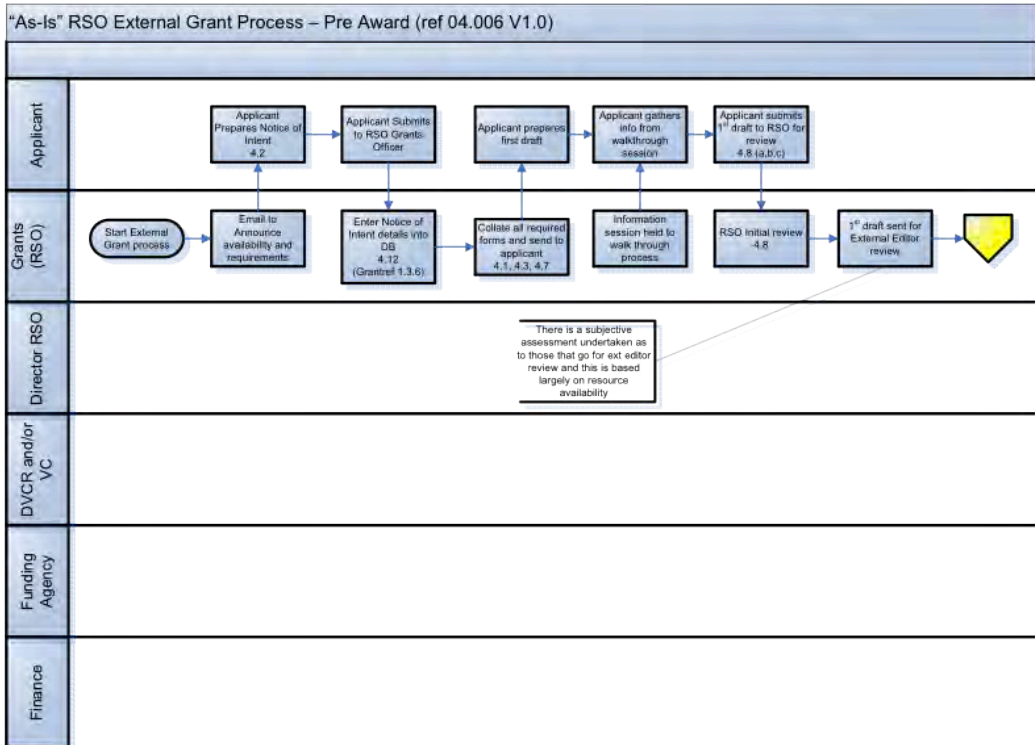 “As-Is” RSO External Grant Process – Pre Award (ref 04.006 V1.0)
Applicant
Applicant
Prepares Notice of
Intent
4.2
Applicant Submits
to RSO Grants
Officer
Applicant prepares
first draft
Applicant gathers
info from
walkthrough
session
Applicant submits
1st draft to RSO for
review
4.8 (a,b,c)
Grants
(RSO)
Start External
Grant process
Email to
Announce
availability and
requirements
Enter Notice of
Intent details into
DB
4.12
(Grantref 1.3.6)
Collate all required
forms and send to
applicant
4.1, 4.3, 4.7
Information
session held to
walk through
process
RSO Initial review
4.8
1st draft sent for
External Editor
review
Director RSO
There is a subjective
assessment undertaken as
to those that go for ext editor
review and this is based
largely on resource
availability
DVCR and/or
VC
Funding
Agency
Finance